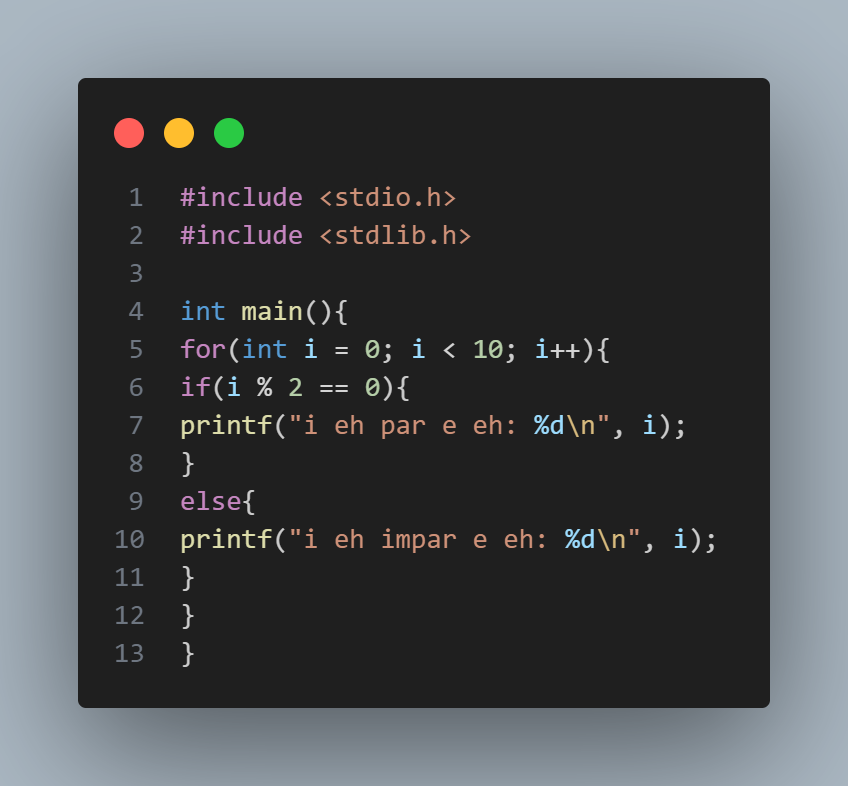 1 #include <stdio.h>
2 #include <stdlib.h>
3
4 int main(){
5 for(int i = 0; i < 10; i++){
6 if(i % 2 == 0){
7 printf("i eh par e eh: %d\n", i);
8 }
9 else{
10 printf("i eh impar e eh: %d\n", i);
11 }
12 }
13 }